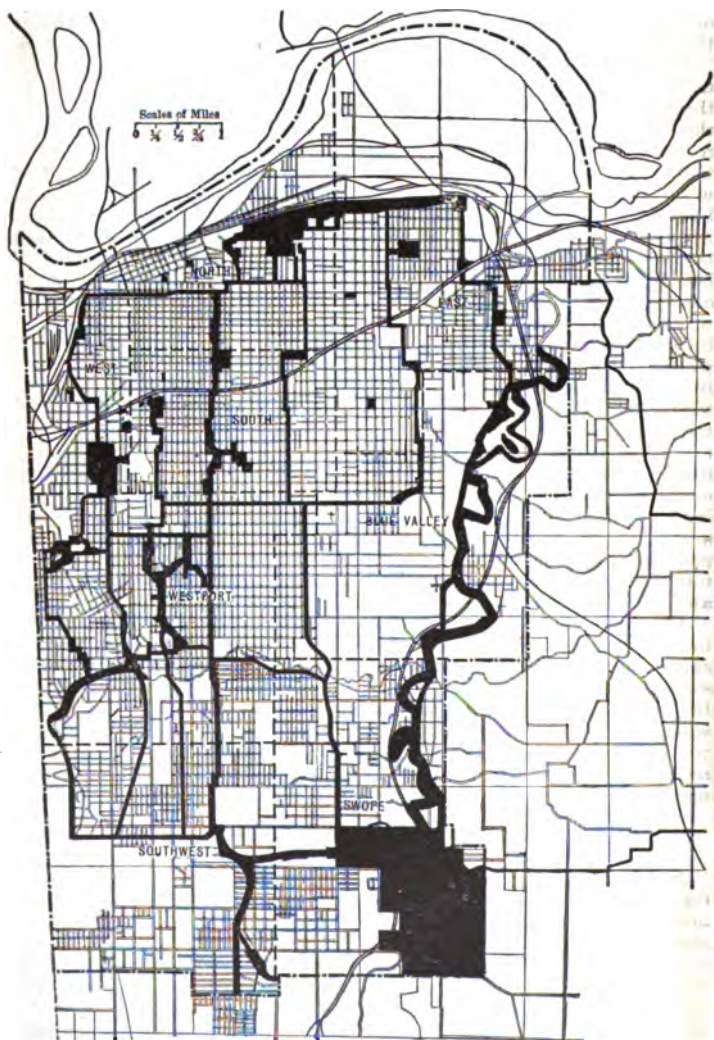 Scales of Miles
0 ¼ ½ ¾ 1
NORTH
EAST
WEST
SOUTH
BLUE VALLEY
WESTPORT
SWOPE
SOUTHWEST